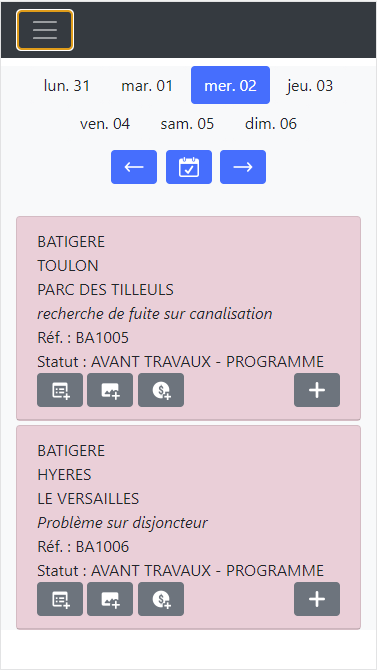 lun. 31 mar. 01 mer. 02 jeu. 03
ven. 04 sam. 05 dim. 06
BATIGERE
TOULON
PARC DES TILLEULS
recherche de fuite sur canalisation
Réf. : BA1005
Statut : AVANT TRAVAUX - PROGRAMME
BATIGERE
HYERES
LE VERSAILLES
Problème sur disjoncteur
Réf. : BA1006
Statut : AVANT TRAVAUX - PROGRAMME